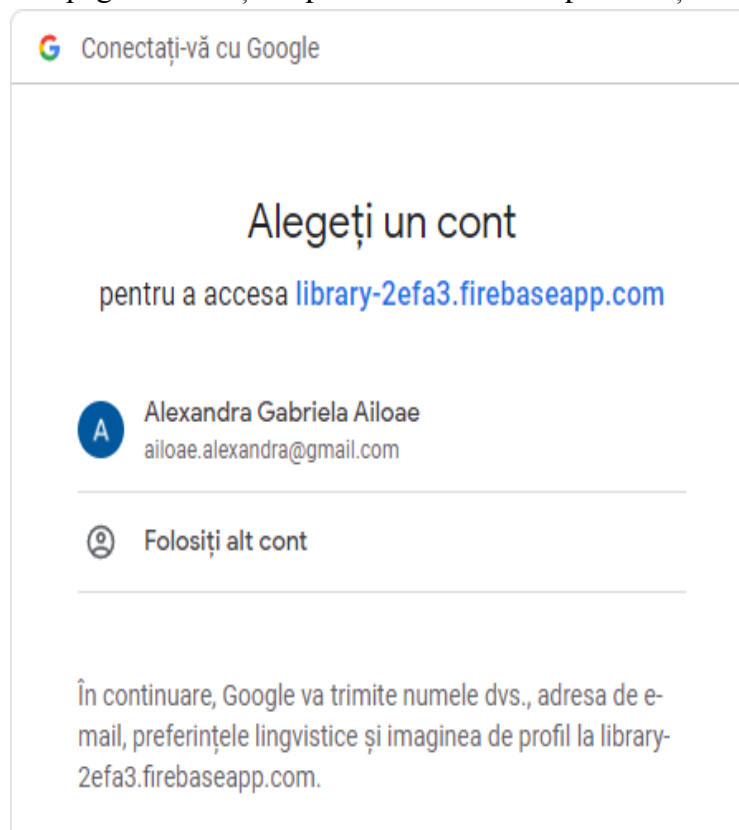 Conectați-vă cu Google
Alegeți un cont
pentru a accesa library-2efa3.firebaseapp.com
A
Alexandra Gabriela Ailoae
ailoae.alexandra@gmail.com
Folosiți alt cont
În continuare, Google va trimite numele dvs., adresa de e-
mail, preferințele lingvistice și imaginea de profil la library-
2efa3.firebaseapp.com.